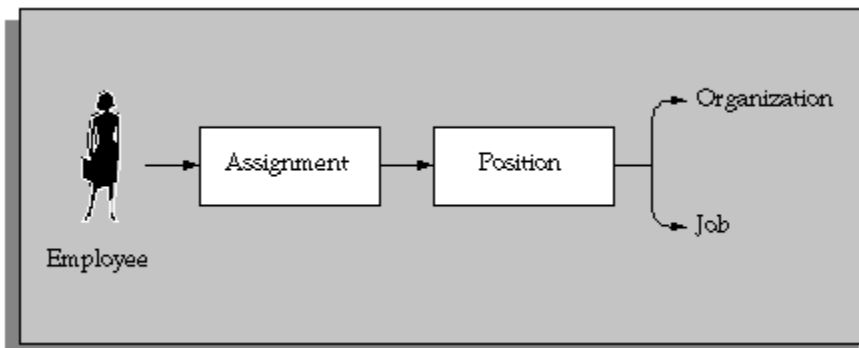 Organization
Assignment
Position
Job
Employee